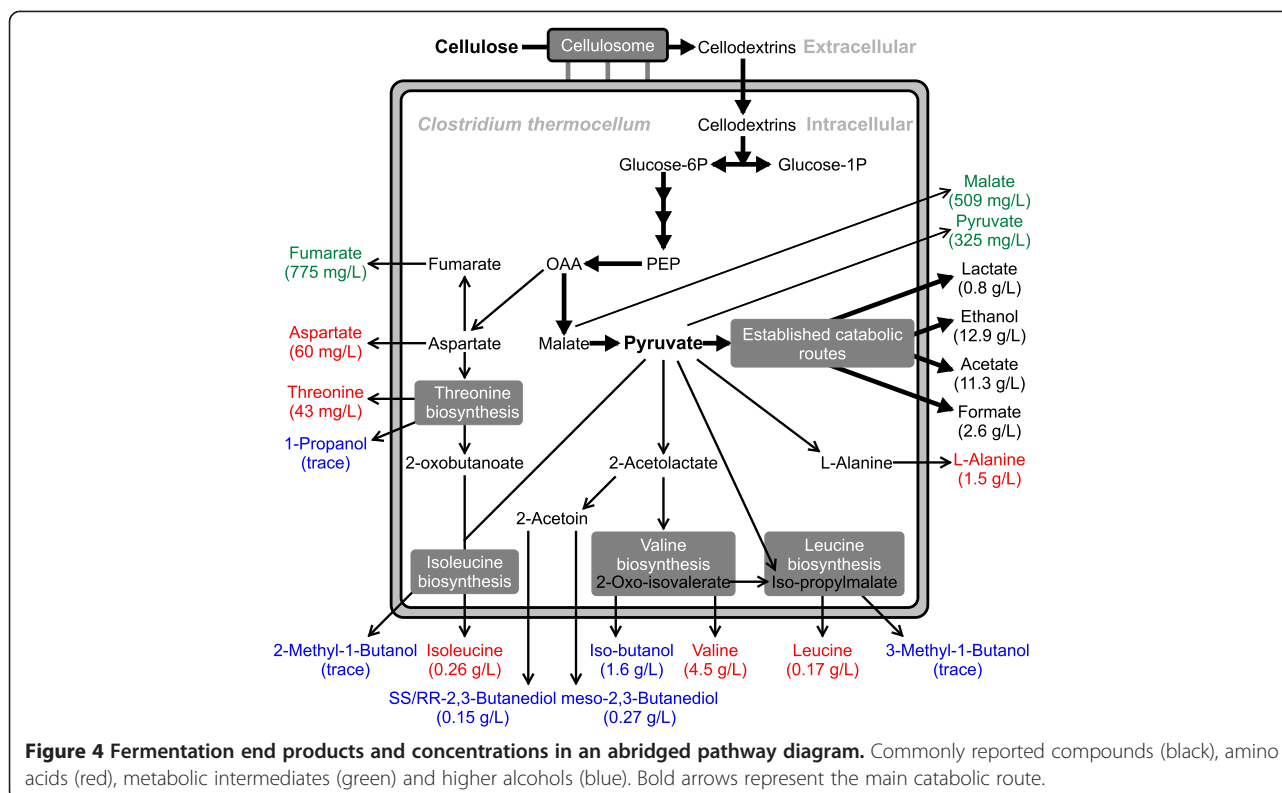 Cellulose
Cellulosome
Cellodextrins
Extracellular
Clostridium thermocellum
Cellodextrins
Intracellular
Glucose-6P
Glucose-1P
Malate
(509 mg/L)
Pyruvate
(325 mg/L)
Fumarate
(775 mg/L)
Fumarate
OAA
PEP
Lactate
(0.8 g/L)
Ethanol
(12.9 g/L)
Aspartate
(60 mg/L)
Aspartate
Malate
Pyruvate
Established catabolic
routes
Acetate
(11.3 g/L)
Threonine
(43 mg/L)
Threonine
biosynthesis
Formate
(2.6 g/L)
1-Propanol
(trace)
2-oxobutanoate
2-Acetolactate
L-Alanine
L-Alanine
(1.5 g/L)
2-Acetoin
Isoleucine
biosynthesis
Valine
biosynthesis
2-Oxo-isovalerate
Leucine
biosynthesis
Iso-propylmalate
2-Methyl-1-Butanol
(trace)
Isoleucine
(0.26 g/L)
Iso-butanol
(1.6 g/L)
Valine
(4.5 g/L)
Leucine
(0.17 g/L)
3-Methyl-1-Butanol
(trace)
SS/RR-2,3-Butanediol
(0.15 g/L)
meso-2,3-Butanediol
(0.27 g/L)
Figure 4 Fermentation end products and concentrations in an abridged pathway diagram. Commonly reported compounds (black), amino
acids (red), metabolic intermediates (green) and higher alcohols (blue). Bold arrows represent the main catabolic route.